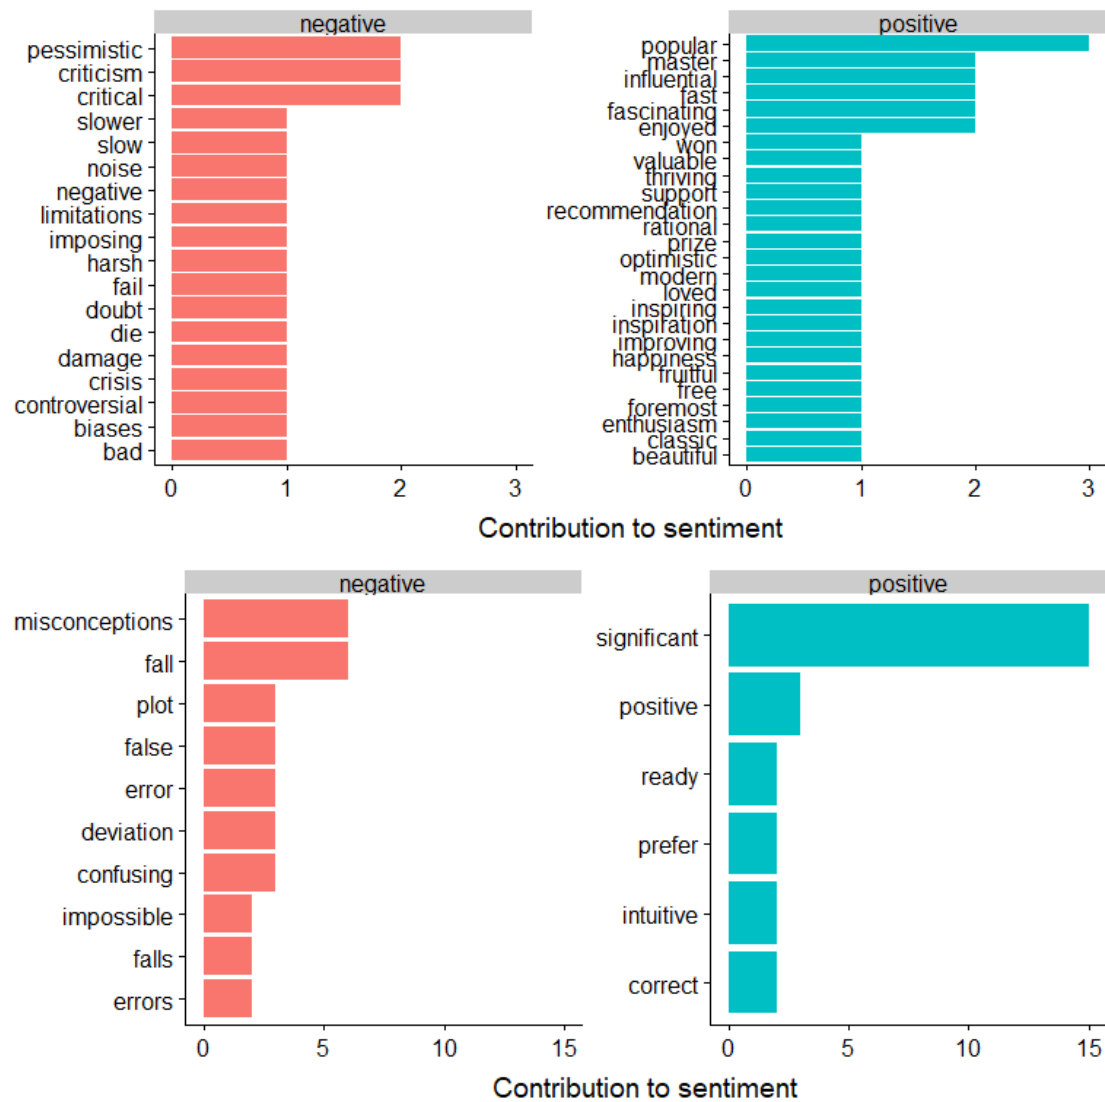 negative
pessimistic
criticism
critical
slower
slow
noise
negative
limitations
imposing
harsh
fail
doubt
die
damage
crisis
controversial
biases
bad
0 1 2 3
positive
popular
master
influential
fast
fascinating
enjoyed
won
valuable
thriving
support
recommendation
rational
prize
optimistic
modern
loved
inspiring
inspiration
improving
happiness
fruitful
free
foremost
enthusiasm
classic
beautiful
0 1 2 3
Contribution to sentiment
negative
misconceptions
fall
plot
false
error
deviation
confusing
impossible
falls
errors
0 5 10 15
positive
significant
positive
ready
prefer
intuitive
correct
0 5 10 15
Contribution to sentiment